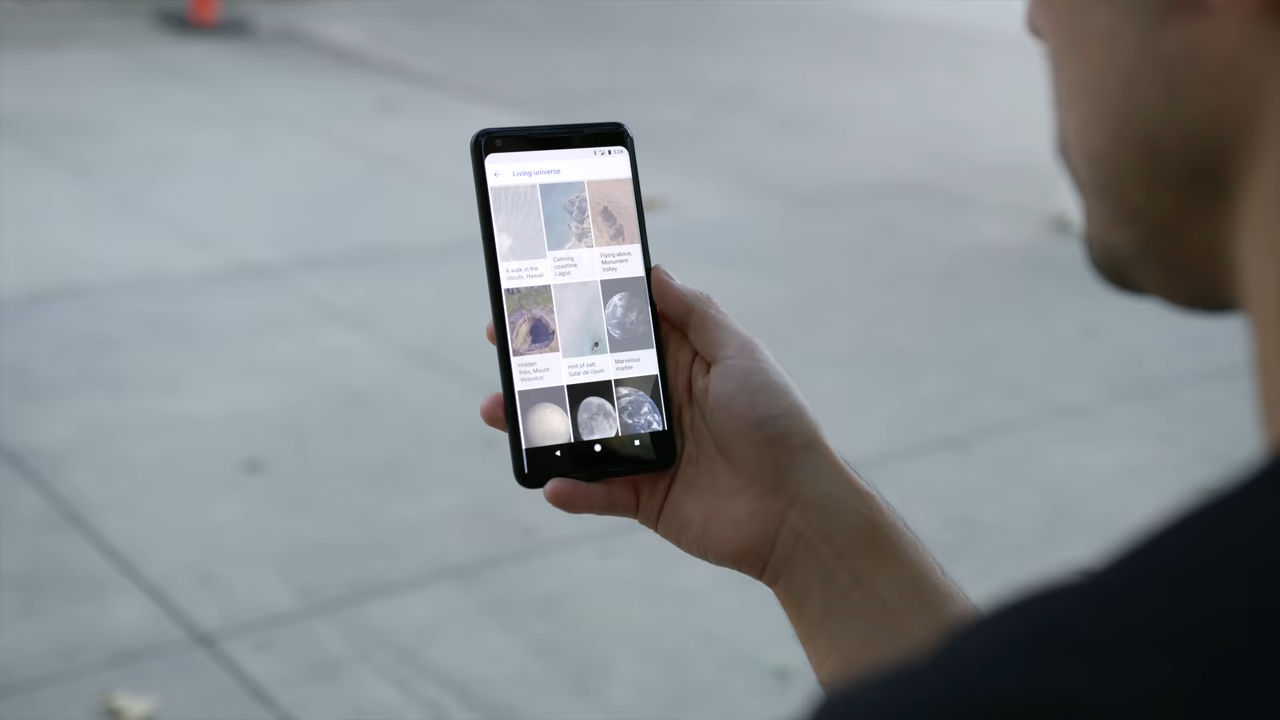 Living universe
A walk in the
clouds, Hawaii
Calming
coastline,
Lagos
Flying above,
Monument
Valley
Hidden
fires, Mount
Vesuvius
Hint of salt,
Salar de Uyuni
Marvelous
marble